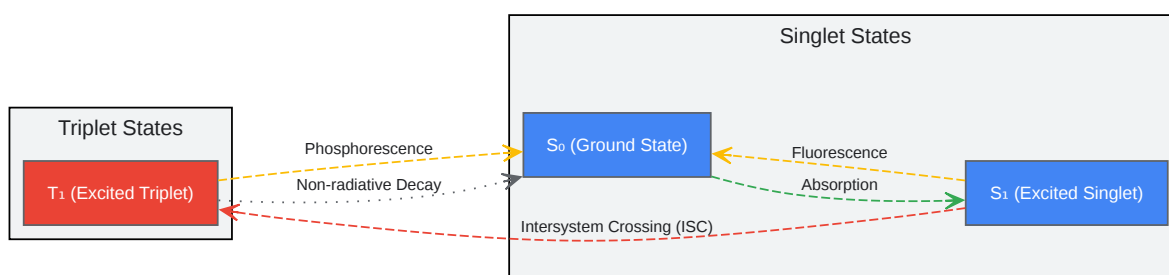 Singlet States
Triplet States
T₁ (Excited Triplet)
Phosphorescence
Non-radiative Decay
S₀ (Ground State)
Fluorescence
Absorption
S₁ (Excited Singlet)
Intersystem Crossing (ISC)